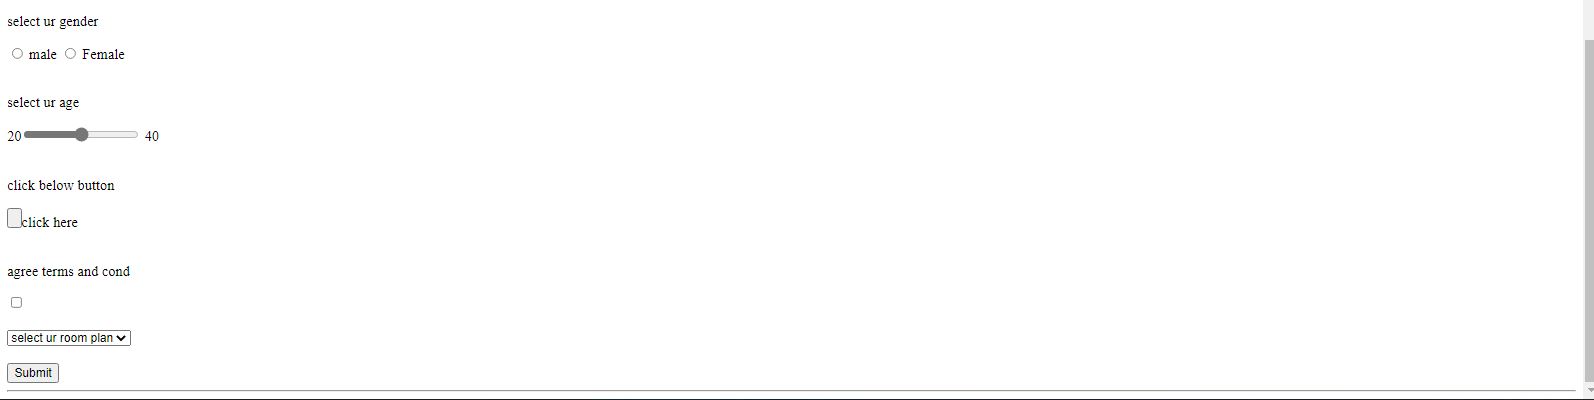 select ur gender
male Female
select ur age
20 40
click below button
click here
agree terms and cond
select ur room plan
Submit